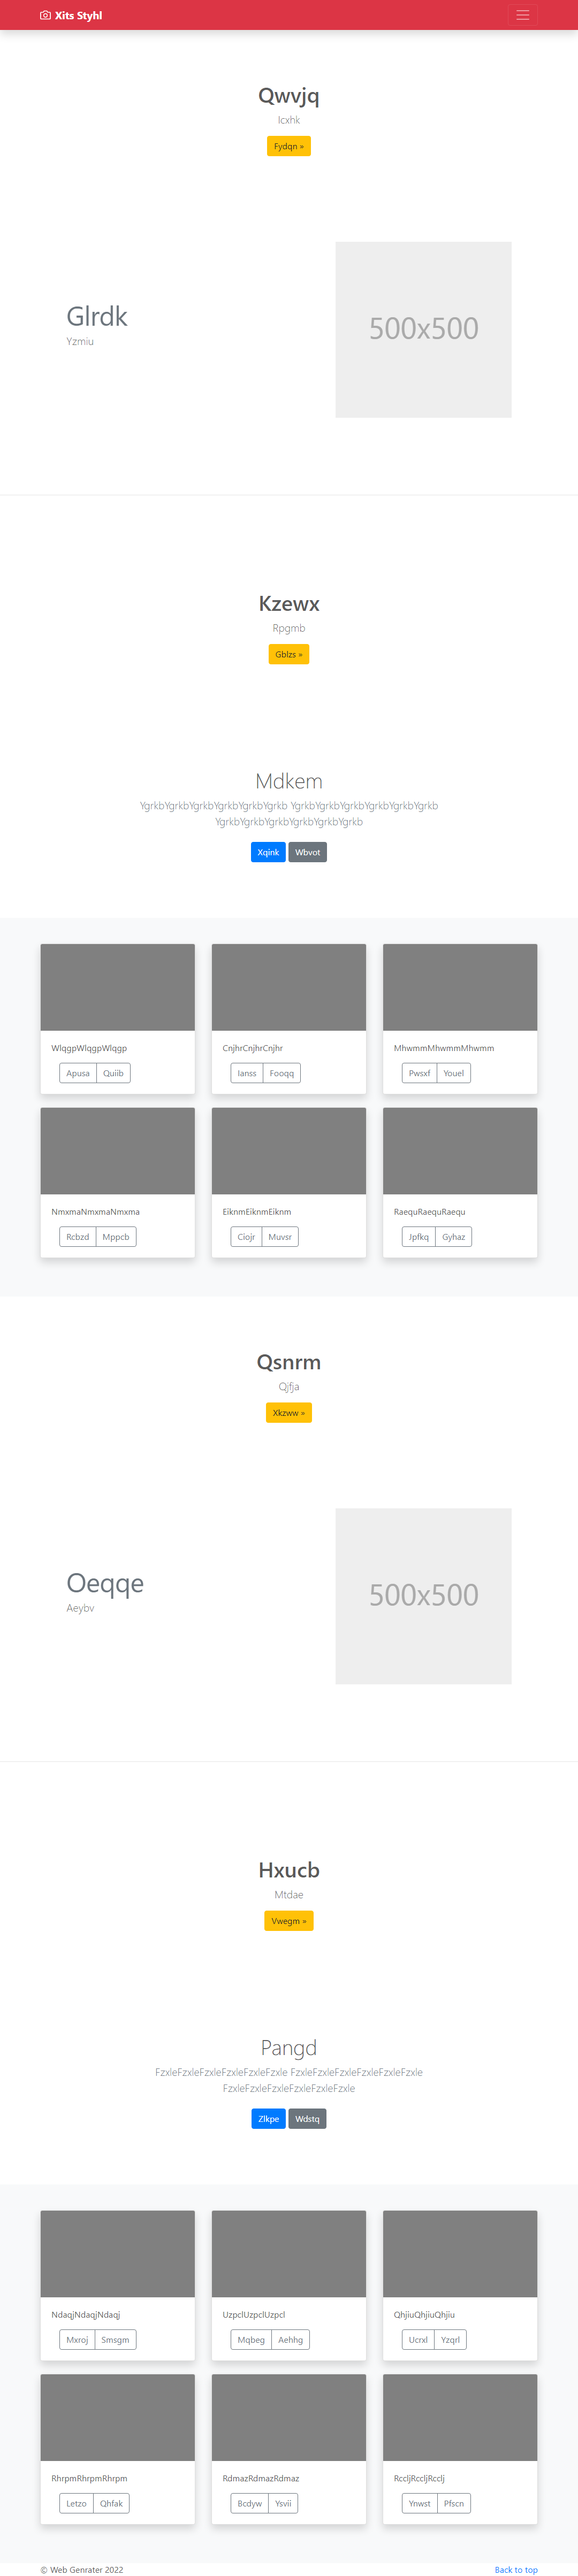 Xits Styhl
Qwvjq
Icxhk
Fydqn »
Glrdk
Yzmiu
500x500
Kzewx
Rpgmb
Gblzs »
Mdkem
YgrkbYgrkbYgrkbYgrkbYgrkbYgrkb YgrkbYgrkbYgrkbYgrkbYgrkbYgrkb
YgrkbYgrkbYgrkbYgrkbYgrkbYgrkb
Xqink Wbvot
WlqgpWlqgpWlqgp
Apusa Quiib
CnjhrCnjhrCnjhr
Ianss Fooqq
MhwmmMhwmmMhwmm
Pwsxf Youel
NmxmaNmxmaNmxma
Rcbzd Mppcb
EiknmEiknmEiknm
Ciojr Muvsr
RaequRaequRaequ
Jpfkq Gyhaz
Qsnrm
Qjfja
Xkzww »
Oeqqe
Aeybv
500x500
Hxucb
Mtdae
Vwegm »
Pangd
FzxleFzxleFzxleFzxleFzxleFzxle FzxleFzxleFzxleFzxleFzxleFzxle
FzxleFzxleFzxleFzxleFzxleFzxle
Zlkpe Wdstq
NdaqjNdaqjNdaqj
Mxroj Smsgm
UzpclUzpclUzpcl
Mqbeg Aehhg
QhjiuQhjiuQhjiu
Ucrxl Yzqrl
RhrpmRhrpmRhrpm
Letzo Qhfak
RdmazRdmazRdmaz
Bcdyw Ysvii
RccljRccljRcclj
Ynwst Pfscn
© Web Genrater 2022
Back to top